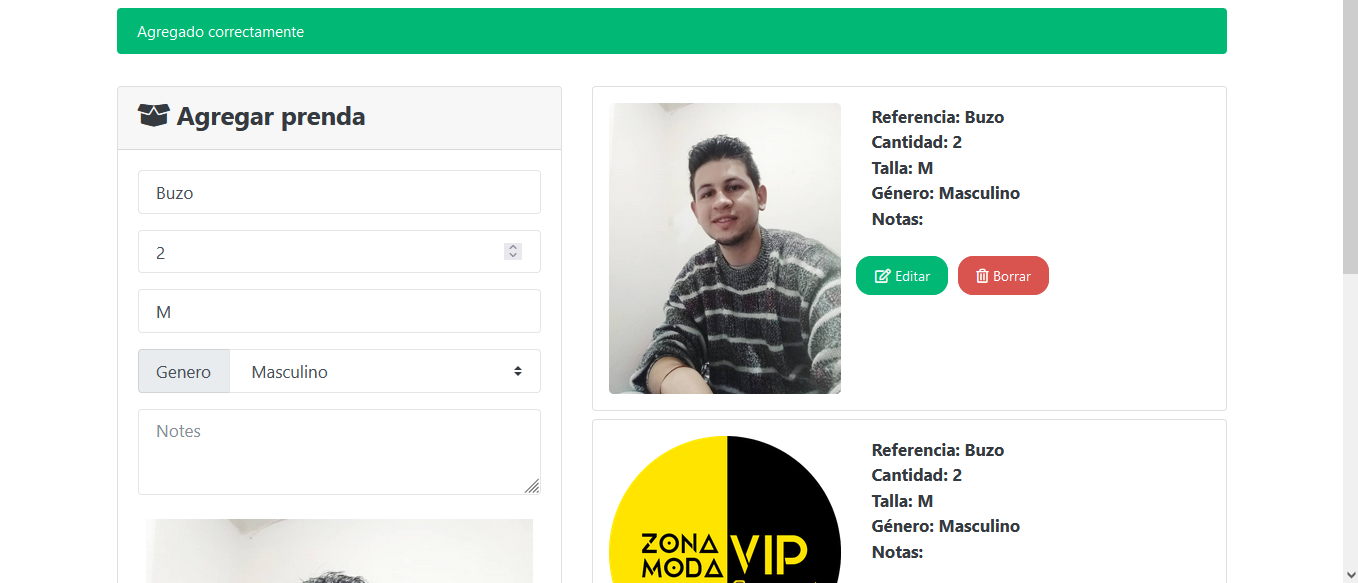 Agregado correctamente
Agregar prenda
Buzo
2
M
Genero Masculino
Notes
Referencia: Buzo
Cantidad: 2
Talla: M
Género: Masculino
Notas:
Editar Borrar
ZONA
MODA VIP
Referencia: Buzo
Cantidad: 2
Talla: M
Género: Masculino
Notas: